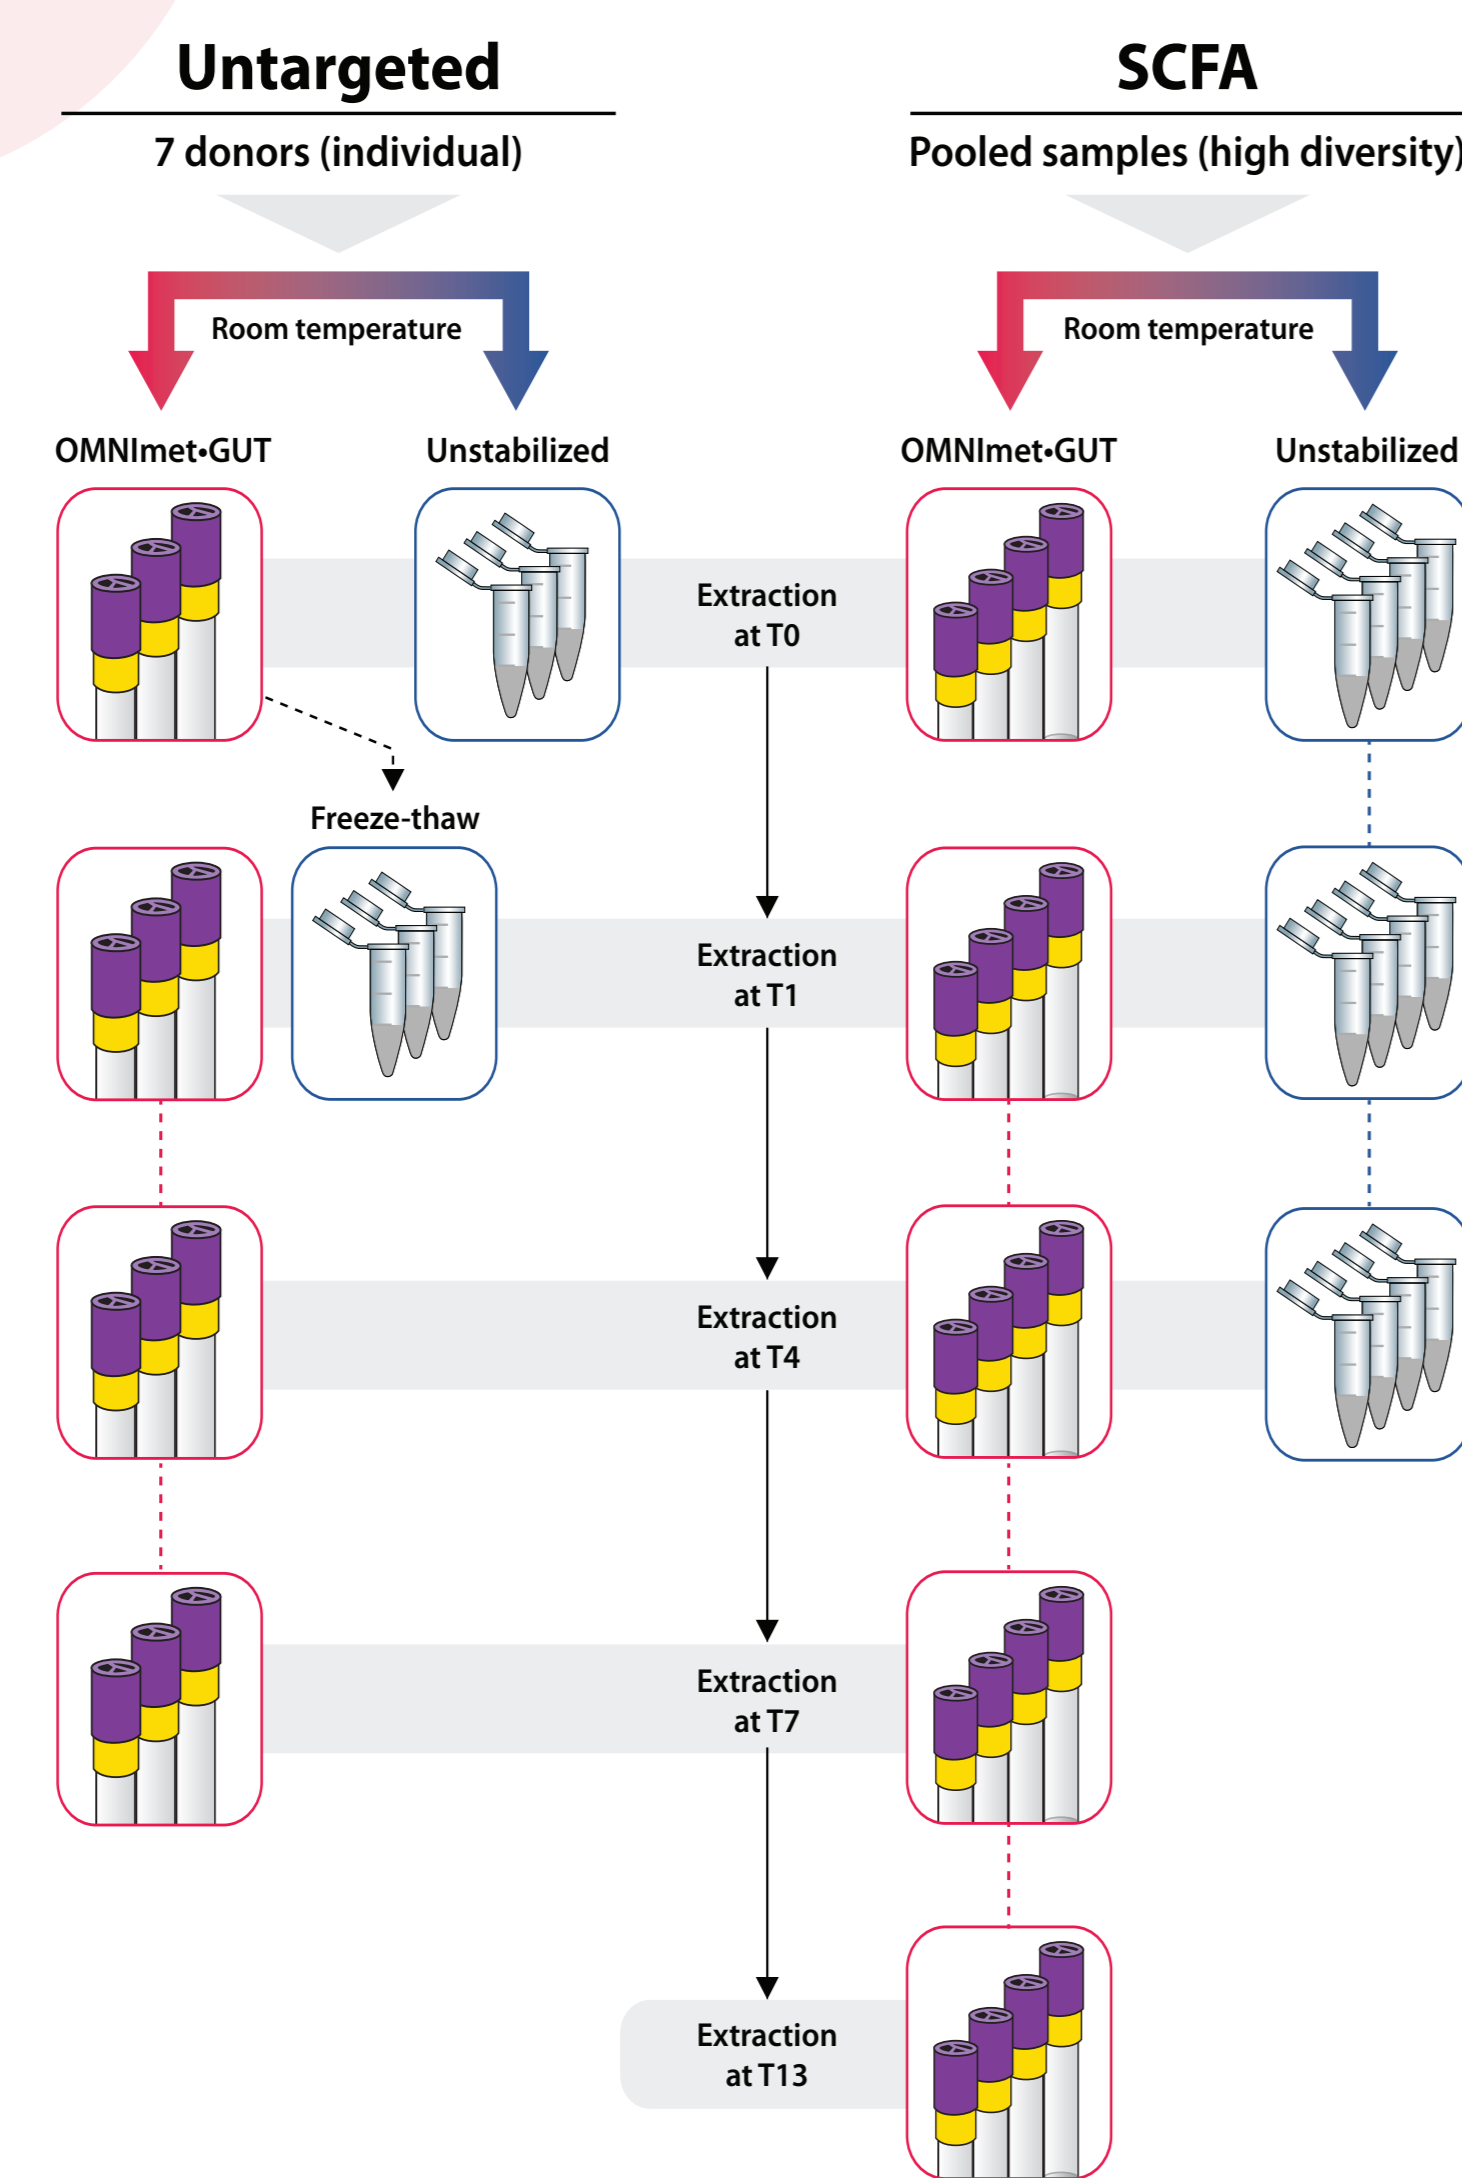 Untargeted
7 donors (individual)
SCFA
Pooled samples (high diversity)
Room temperature
Room temperature
OMNImet•GUT
Unstabilized
OMNImet•GUT
Unstabilized
Extraction
at T0
Freeze-thaw
Extraction
at T1
Extraction
at T4
Extraction
at T7
Extraction
at T13